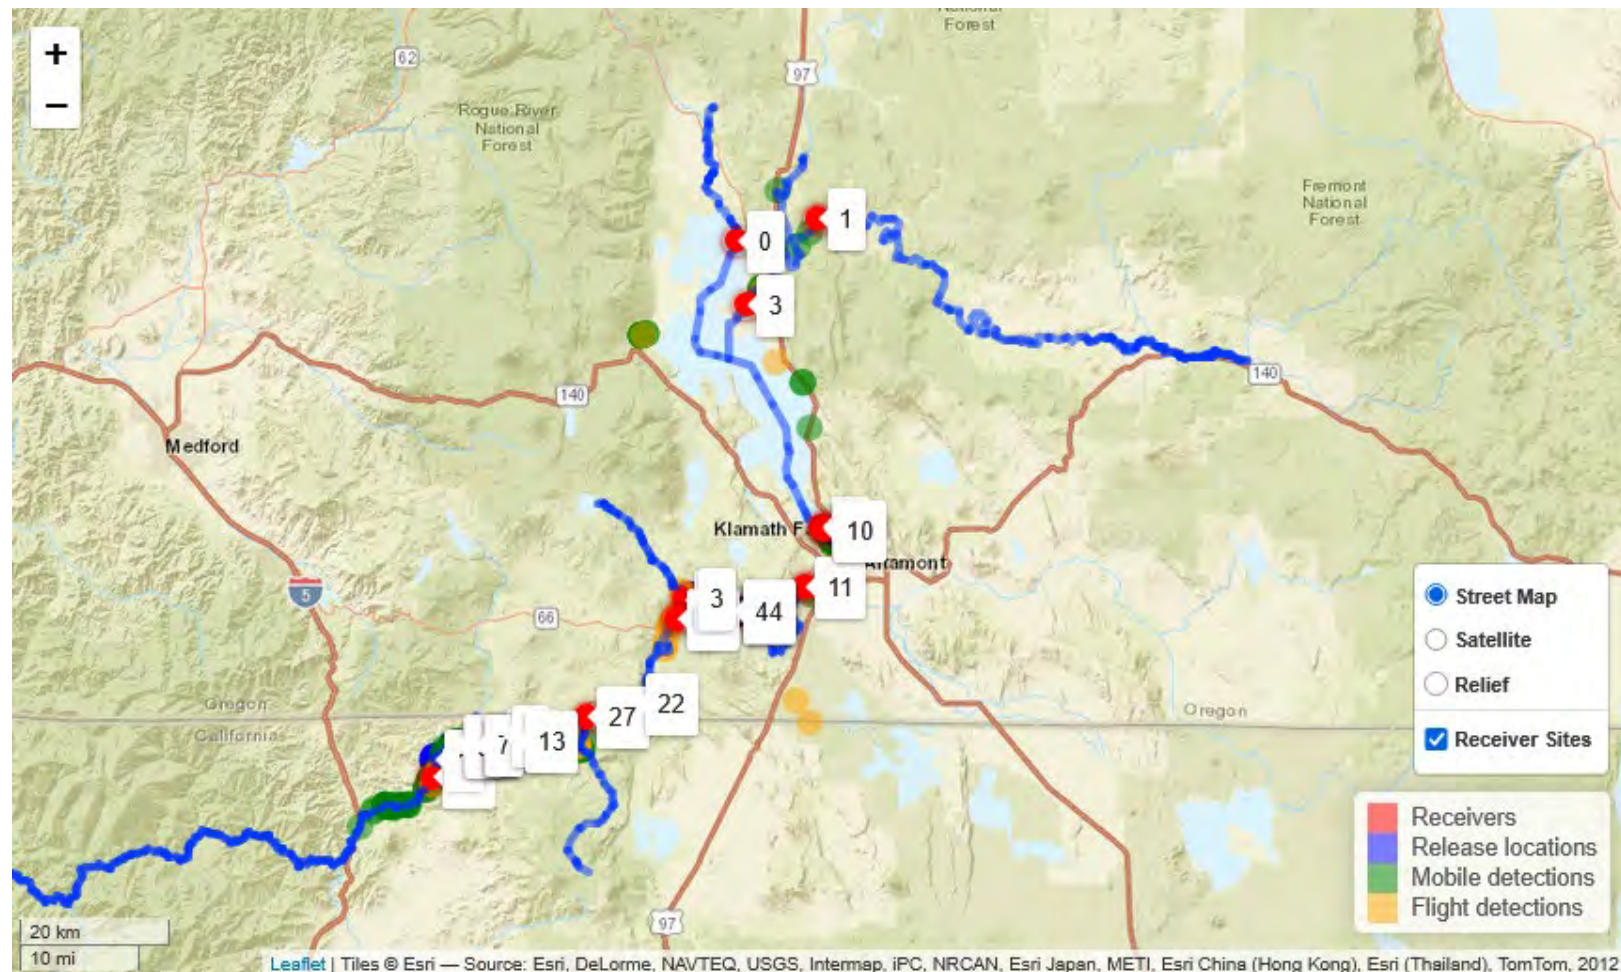 National
Forest
+
−
62
97
Rogue River
National
Forest
Fremont
National
Forest
0
1
3
140
140
Medford
Klamath F
10
Altamont
11
5
66
3
44
22
27
Oregon
California
7
13
Oregon
Street Map
Satellite
Relief
Receiver Sites
Receivers
Release locations
Mobile detections
Flight detections
97
20 km
10 mi
Leaflet | Tiles © Esri — Source: Esri, DeLorme, NAVTEQ, USGS, Intermap, iPC, NRCAN, Esri Japan, METI, Esri China (Hong Kong), Esri (Thailand), TomTom, 2012